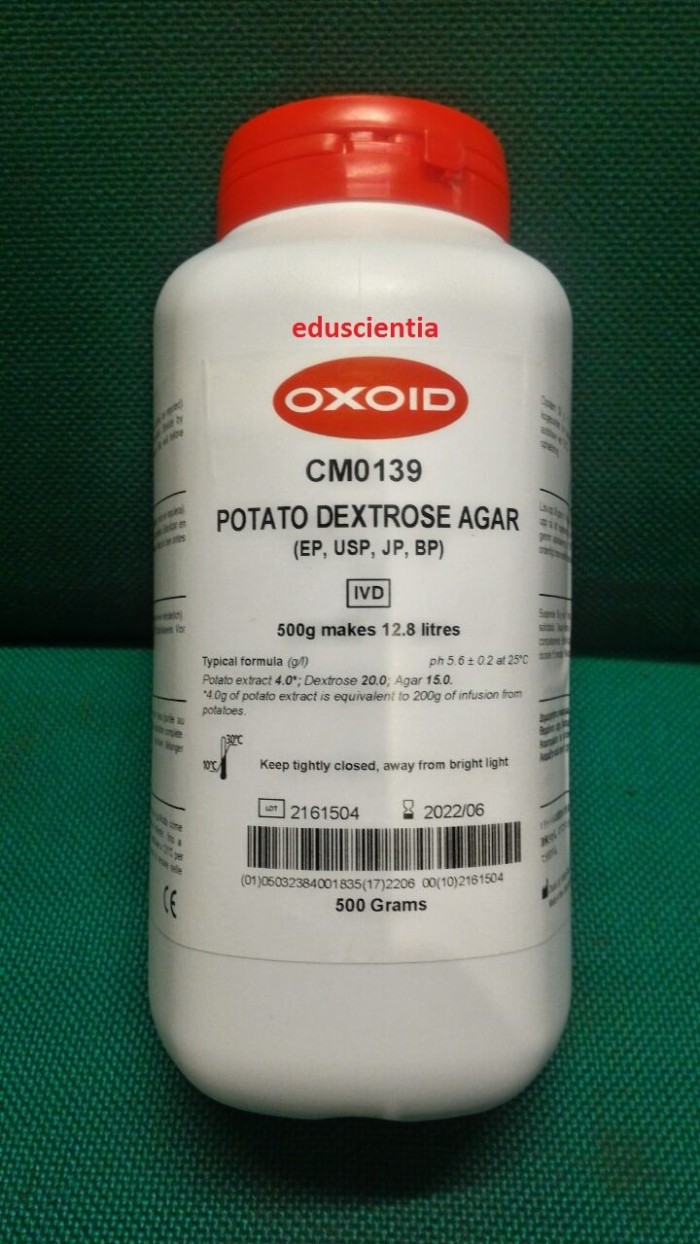 eduscientia
OXOID
CM0139
POTATO DEXTROSE AGAR
(EP, USP, JP, BP)
IVD
500g makes 12.8 litres
Typical formula (g/l) ph 5.6 ± 0.2 at 25°C
Potato extract 4.0*; Dextrose 20.0; Agar 15.0.
*4.0g of potato extract is equivalent to 200g of infusion from
potatoes.
30°C
10°C
Keep tightly closed, away from bright light
LOT 2161504 2022/06
(01)05032384001835(17)2206 00(10)2161504
500 Grams
CE